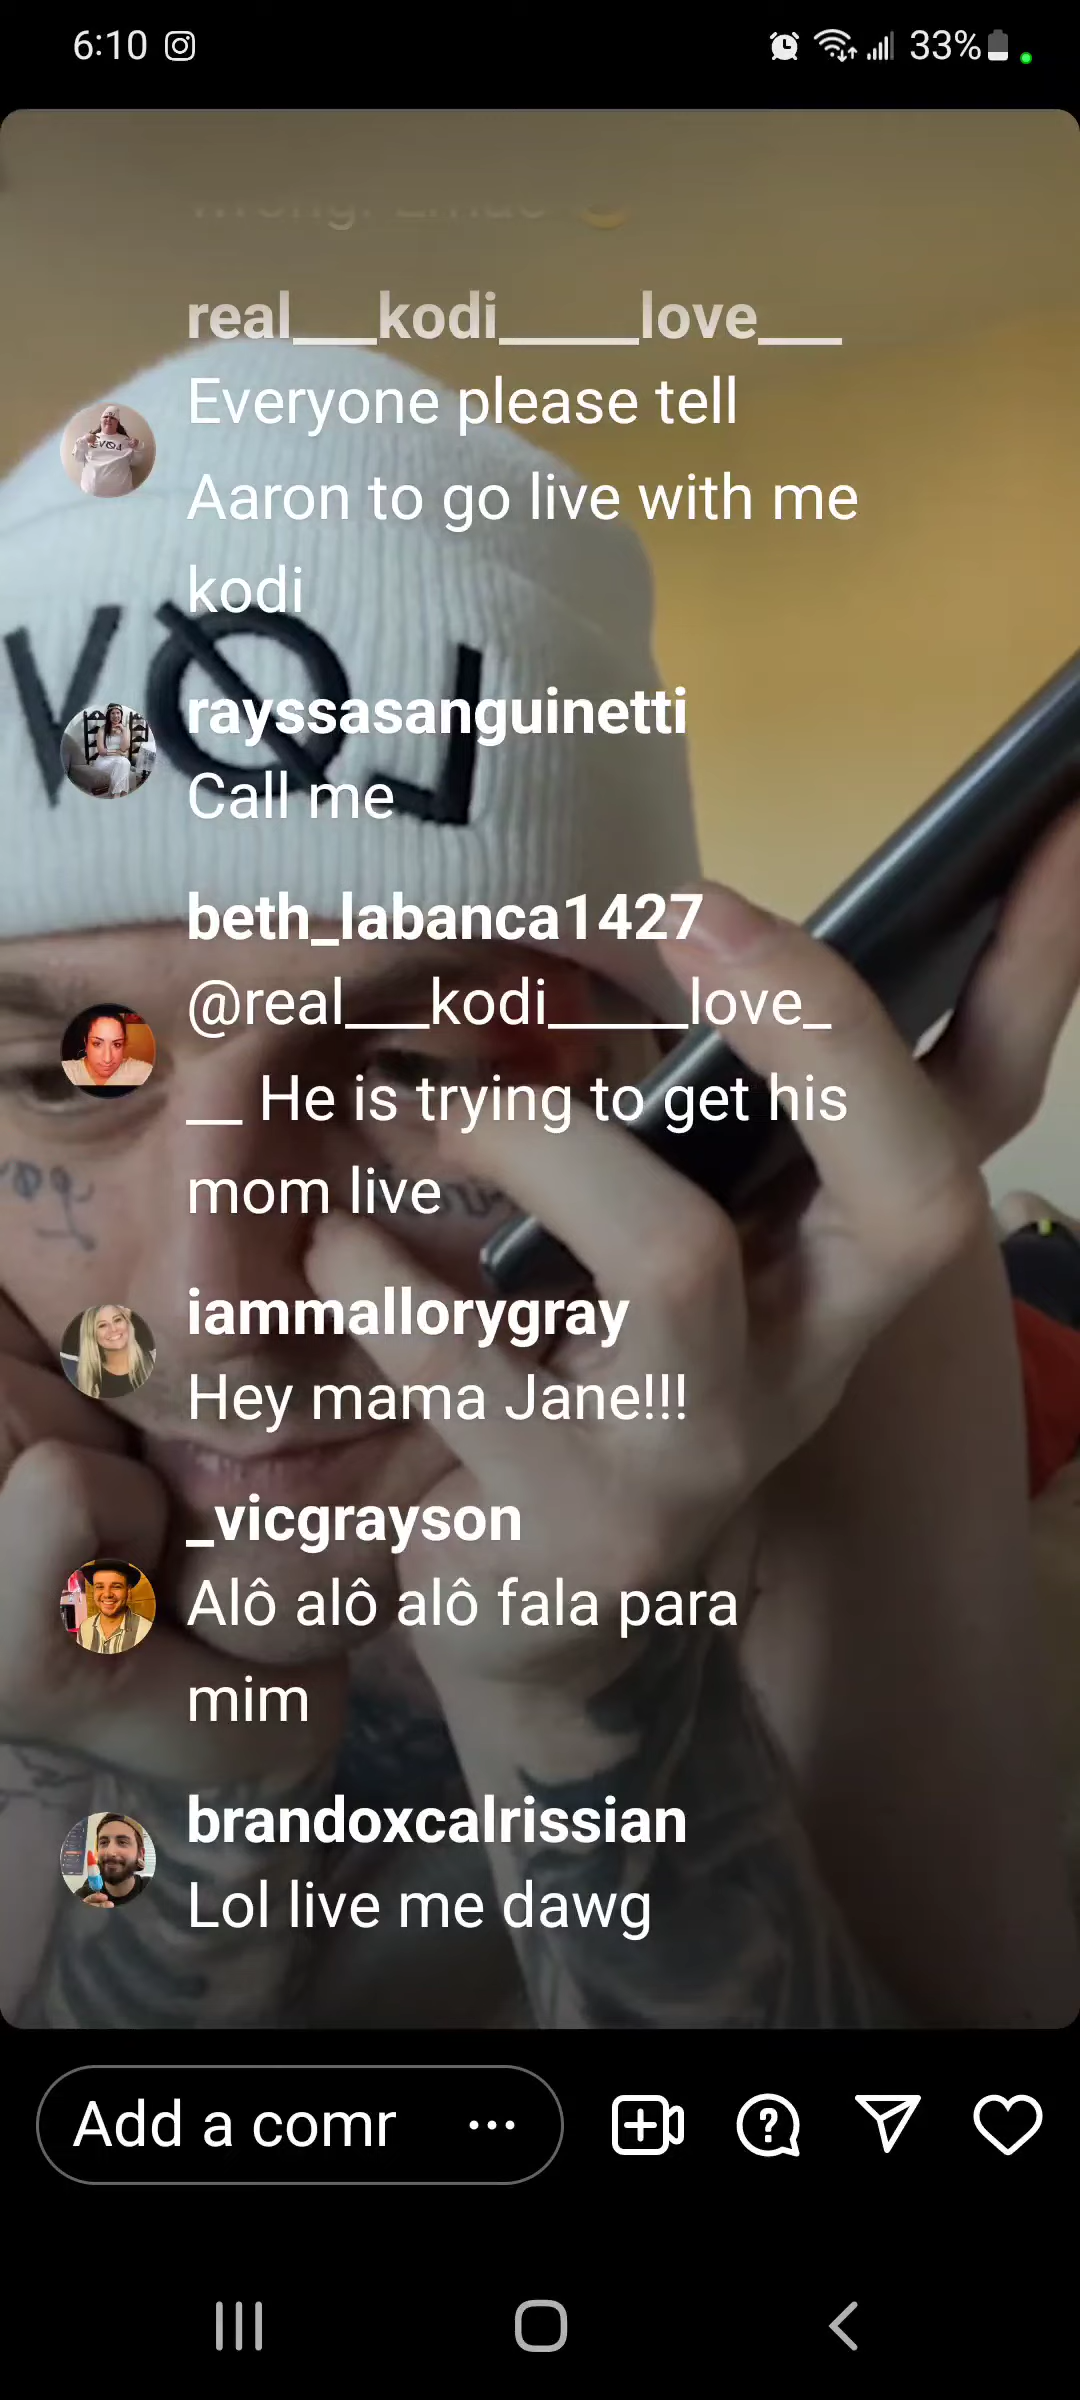 6:10
33%
real___kodi_____love___
Everyone please tell
Aaron to go live with me
kodi
rayssasanguinetti
Call me
beth_labanca1427
@real___kodi_____love_
__ He is trying to get his
mom live
iammallorygray
Hey mama Jane!!!
_vicgrayson
Alô alô alô fala para
mim
brandoxcalrissian
Lol live me dawg
Add a comr